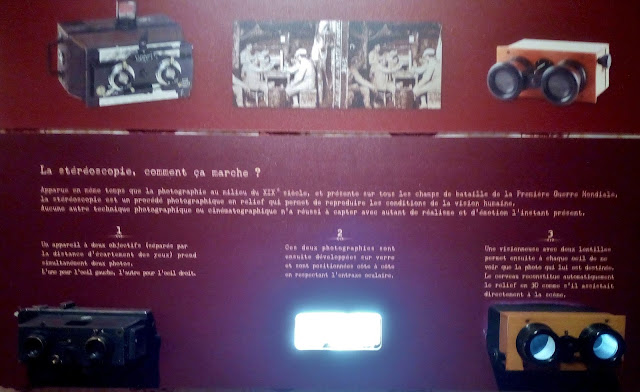 La stéréoscopie, comment ça marche ?
Apparue en même temps que la photographie au milieu du XIXe siècle, et présente sur tous les champs de bataille de la Première Guerre Mondiale,
la stéréoscopie est un procédé photographique en relief qui permet de reproduire les conditions de la vision humaine.
Aucune autre technique photographique ou cinématographique n'a réussi à capter avec autant de réalisme et d'émotion l'instant présent.
1
Un appareil à deux objectifs (séparés par
la distance d'écartement des yeux) prend
simultanément deux photos.
L'une pour l'oeil gauche, l'autre pour l'oeil droit.
2
Ces deux photographies sont
ensuite développées sur verre
et sont positionnées côte à côte
en respectant l'entraxe oculaire.
3
Une visionneuse avec deux lentilles
permet ensuite à chaque oeil de ne
voir que la photo qui lui est destinée.
Le cerveau reconstitue automatiquement
le relief en 3D comme s'il assistait
directement à la scène.